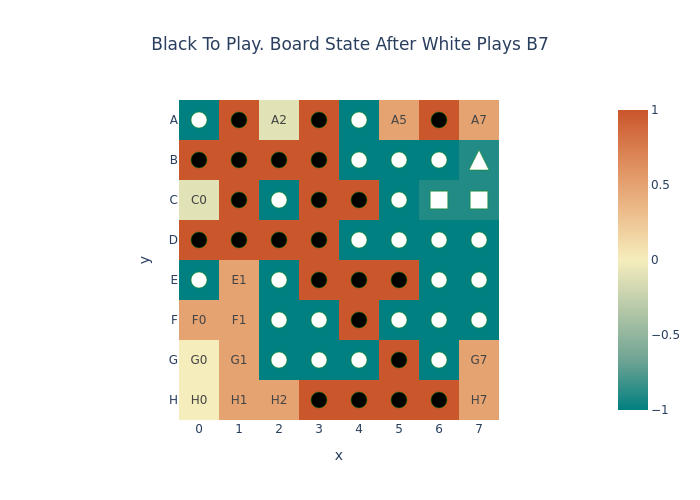 Black To Play. Board State After White Plays B7
A A2 A5 A7
B
C C0
D
E E1
F F0 F1
G G0 G1 G7
H H0 H1 H2 H7
0 1 2 3 4 5 6 7
x
y
1
0.5
0
−0.5
−1